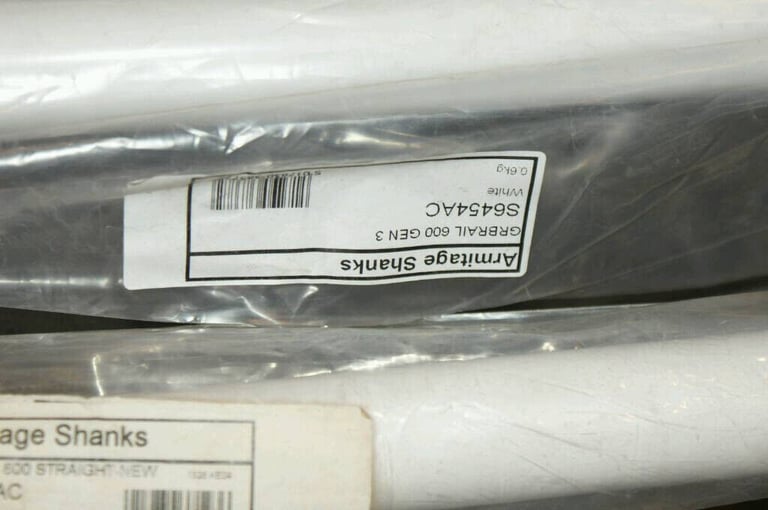 Armitage Shanks
GRBRAIL 600 GEN 3
S6454AC
White
0.6kg
age Shanks
600 STRAIGHT-NEW
AC